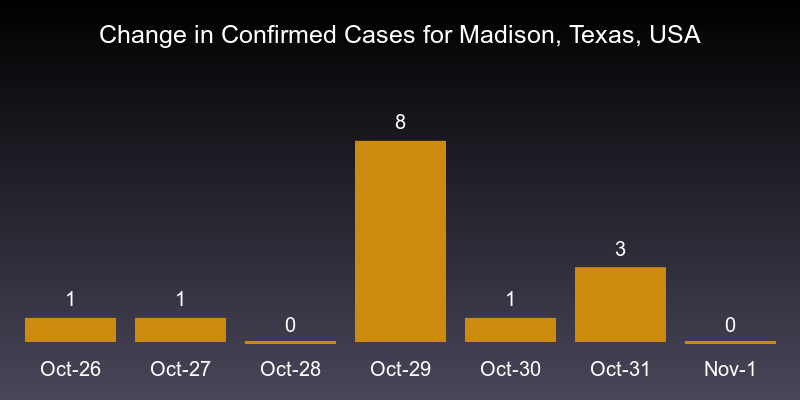 Change in Confirmed Cases for Madison, Texas, USA
8
3
1
1
1
0
0
Oct-26
Oct-27
Oct-28
Oct-29
Oct-30
Oct-31
Nov-1